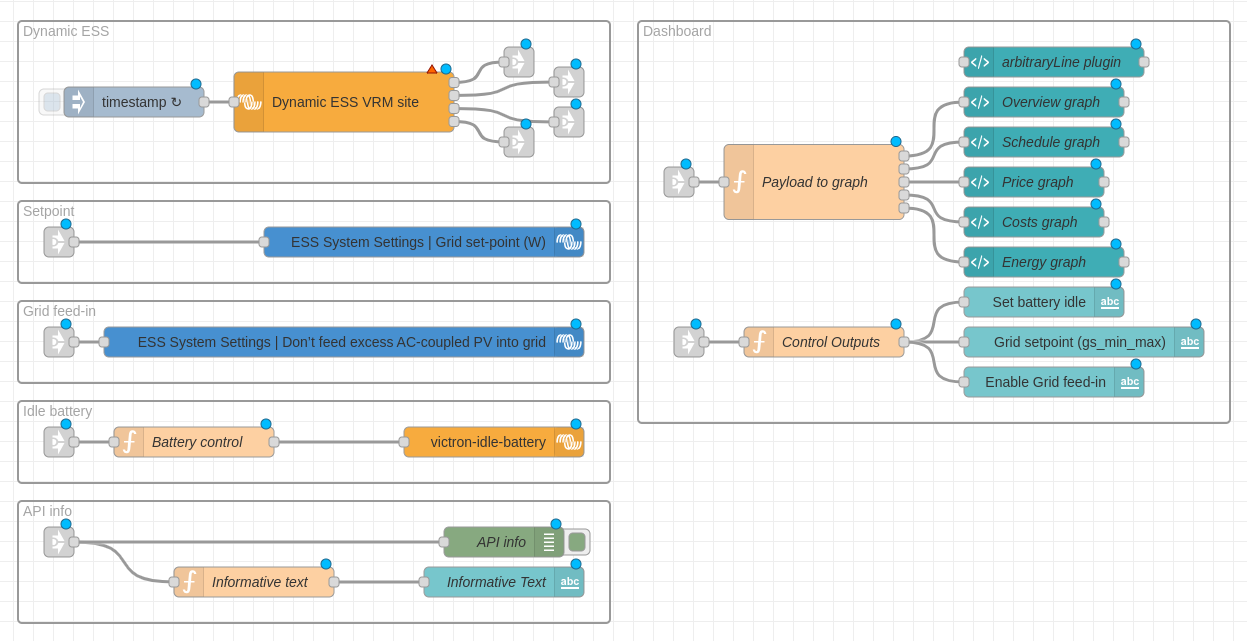 Dynamic ESS
timestamp ↻
Dynamic ESS VRM site
Setpoint
ESS System Settings | Grid set-point (W)
Grid feed-in
ESS System Settings | Don't feed excess AC-coupled PV into grid
Idle battery
Battery control
victron-idle-battery
API info
API info
Informative text
Informative Text
abc
Dashboard
arbitraryLine plugin
Overview graph
Schedule graph
Payload to graph
Price graph
Costs graph
Energy graph
Set battery idle
abc
Control Outputs
Grid setpoint (gs_min_max)
abc
Enable Grid feed-in
abc